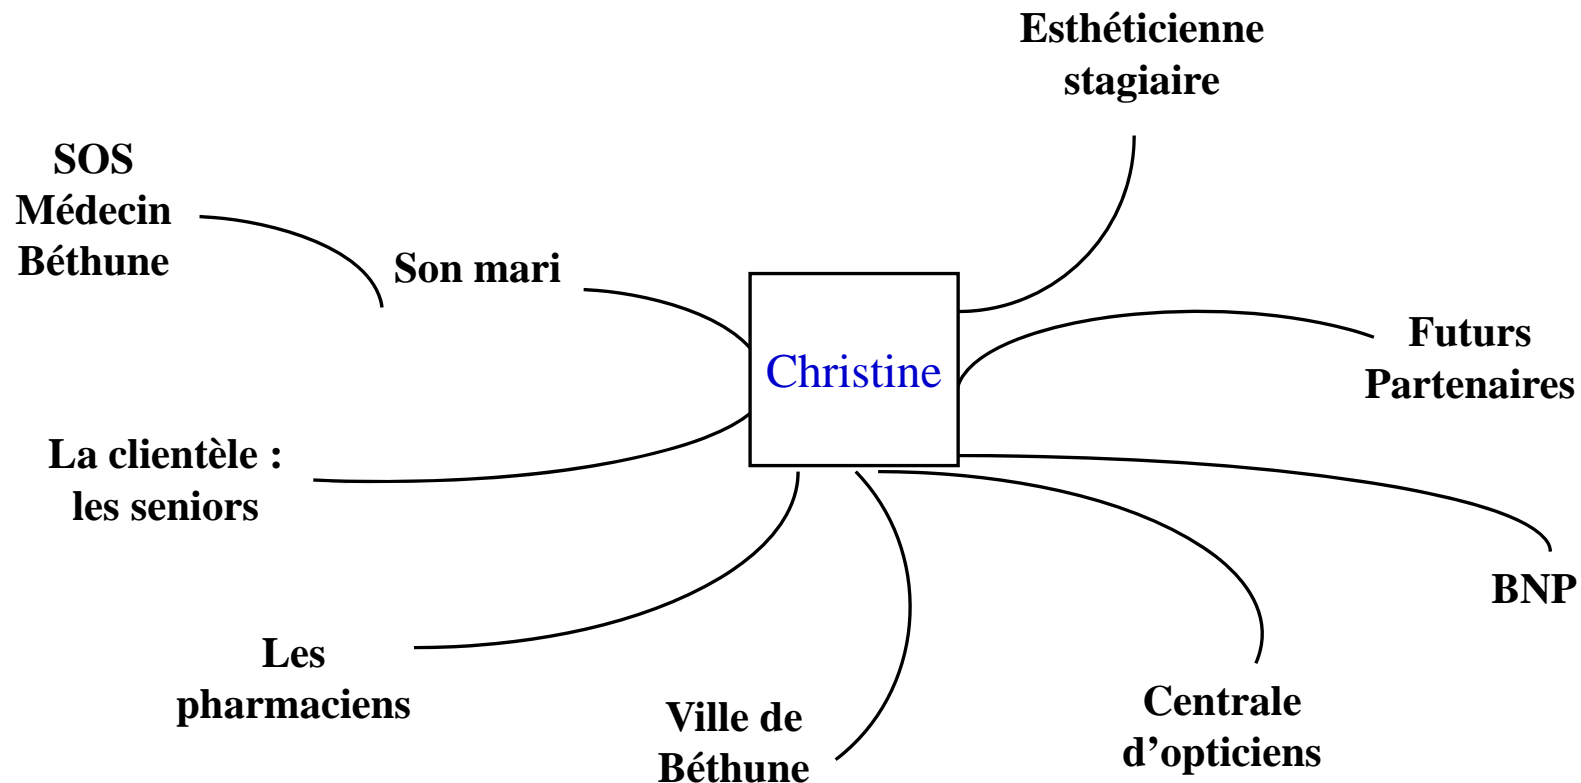 Esthéticienne
stagiaire
SOS
Médecin
Béthune
Son mari
Christine
Futurs
Partenaires
La clientèle :
les seniors
BNP
Les
pharmaciens
Ville de
Béthune
Centrale
d’opticiens